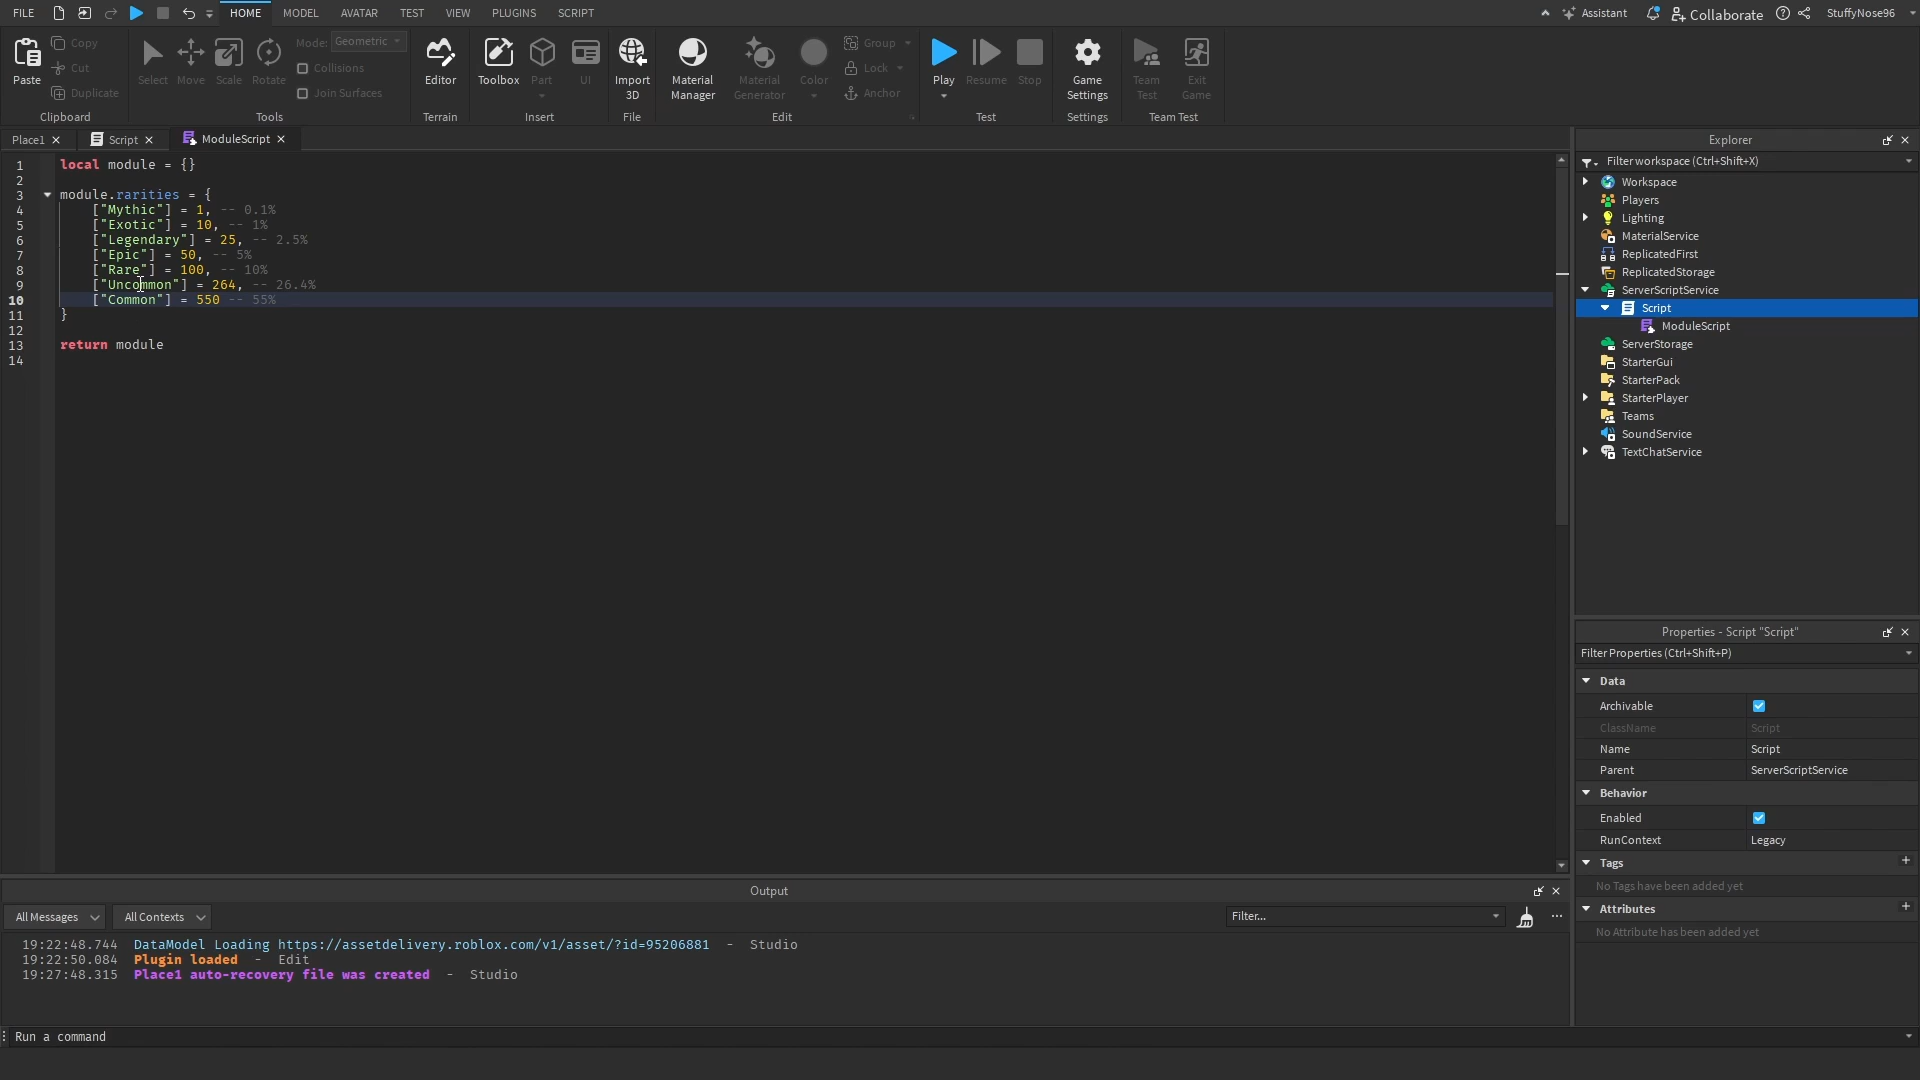 FILE HOME MODEL AVATAR TEST VIEW PLUGINS SCRIPT Assistant Collaborate StuffyNose96
Paste Copy Cut Duplicate Select Move Scale Rotate Mode: Geometric Collisions Join Surfaces Editor Toolbox Part UI Import 3D Material Manager Material Generator Color Group Lock Anchor Play Resume Stop Game Settings Team Test Exit Game
Clipboard Tools Terrain Insert File Edit Test Settings Team Test
Place1 Script ModuleScript
1 local module = {}
2
3 module.rarities = {
4 ["Mythic"] = 1, -- 0.1%
5 ["Exotic"] = 10, -- 1%
6 ["Legendary"] = 25, -- 2.5%
7 ["Epic"] = 50, -- 5%
8 ["Rare"] = 100, -- 10%
9 ["Uncommon"] = 264, -- 26.4%
10 ["Common"] = 550 -- 55%
11 }
12
13 return module
14
Explorer
Filter workspace (Ctrl+Shift+X)
Workspace
Players
Lighting
MaterialService
ReplicatedFirst
ReplicatedStorage
ServerScriptService
Script
ModuleScript
ServerStorage
StarterGui
StarterPack
StarterPlayer
Teams
SoundService
TextChatService
Properties - Script "Script"
Filter Properties (Ctrl+Shift+P)
Data
Archivable
ClassName Script
Name Script
Parent ServerScriptService
Behavior
Enabled
RunContext Legacy
Tags +
No Tags have been added yet
Attributes +
No Attribute has been added yet
Output
All Messages All Contexts Filter...
19:22:48.744 DataModel Loading https://assetdelivery.roblox.com/v1/asset/?id=95206881 - Studio
19:22:50.084 Plugin loaded - Edit
19:27:48.315 Place1 auto-recovery file was created - Studio
Run a command